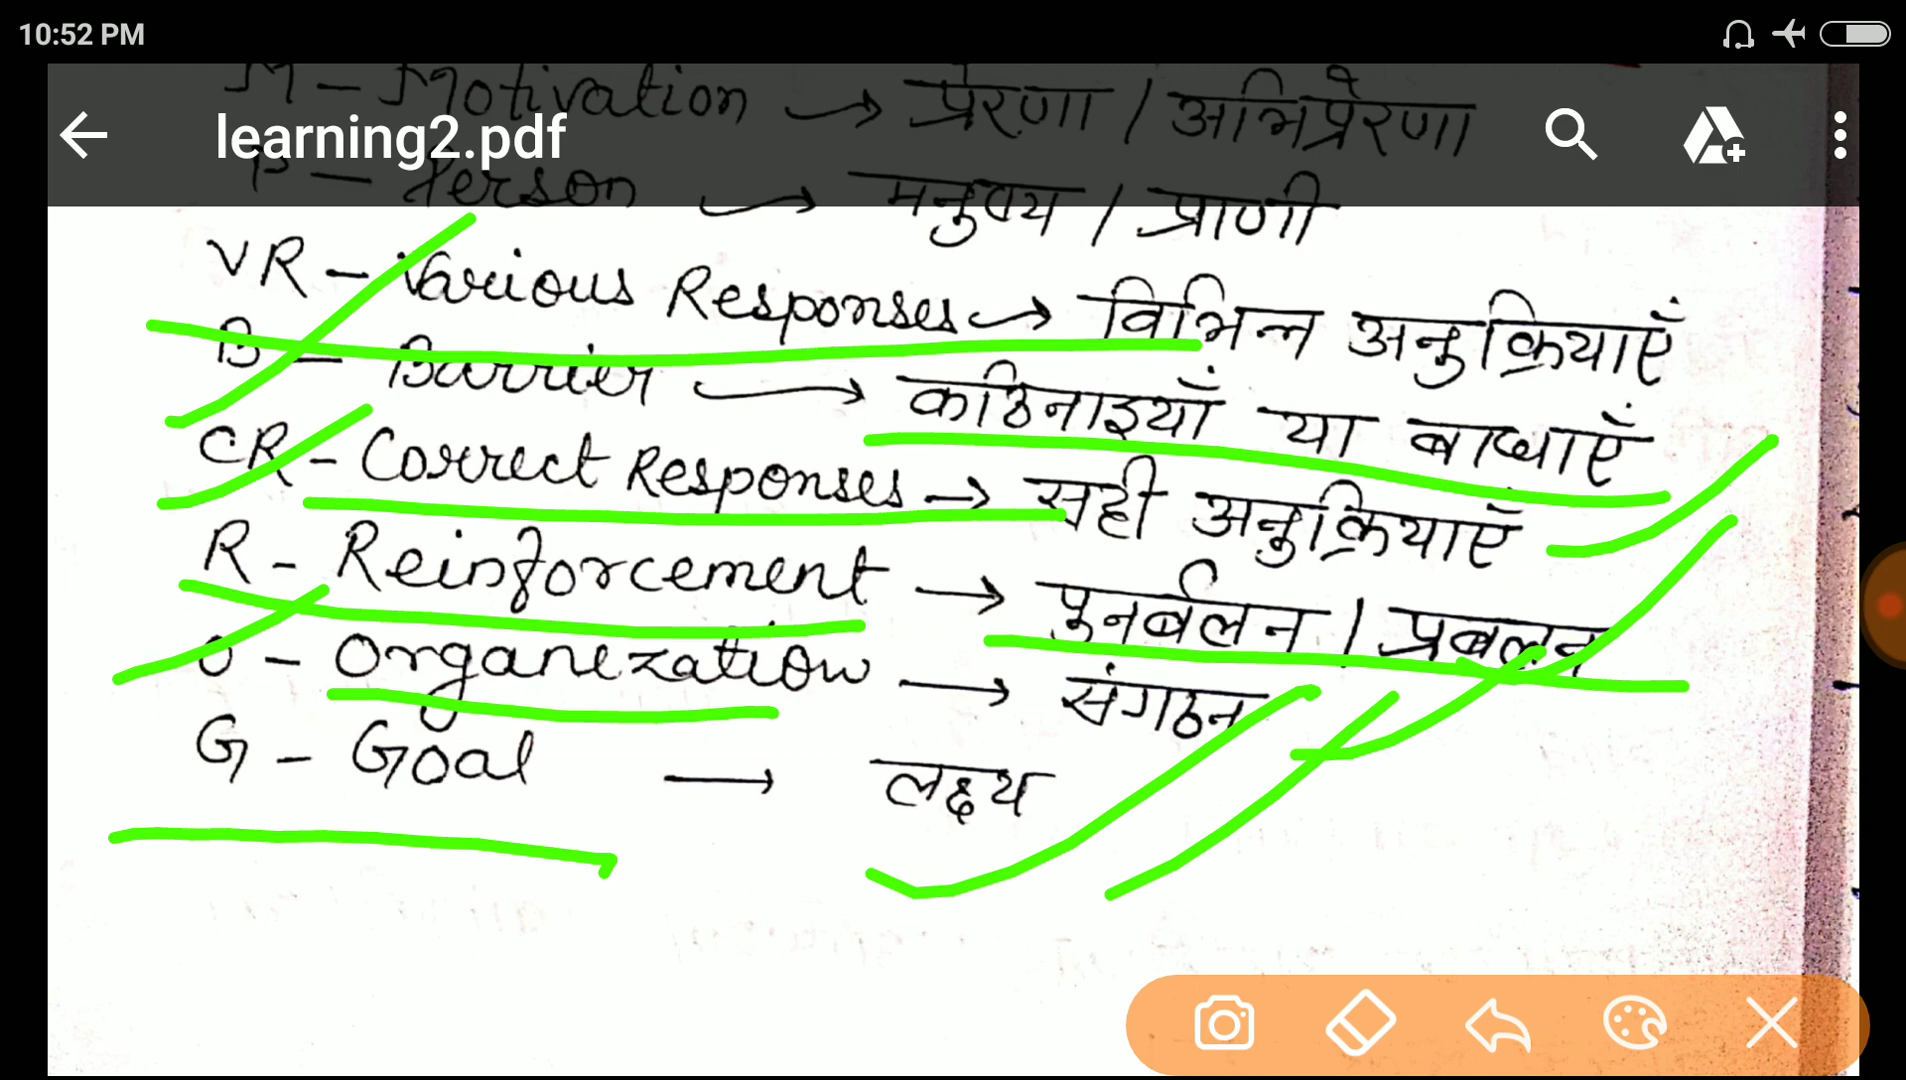 10:52 PM
M - Motivation → प्रेरणा / अभिप्रेरणा
learning2.pdf
P - Person → मनुष्य / प्राणी
VR - Various Responses → विभिन्न अनुक्रियाएँ
B - Barrier → कठिनाइयाँ या बाधाएँ
CR - Correct Responses → सही अनुक्रियाएँ
R - Reinforcement → पुनर्बलन / प्रबलन
O - Organization → संगठन
G - Goal → लक्ष्य